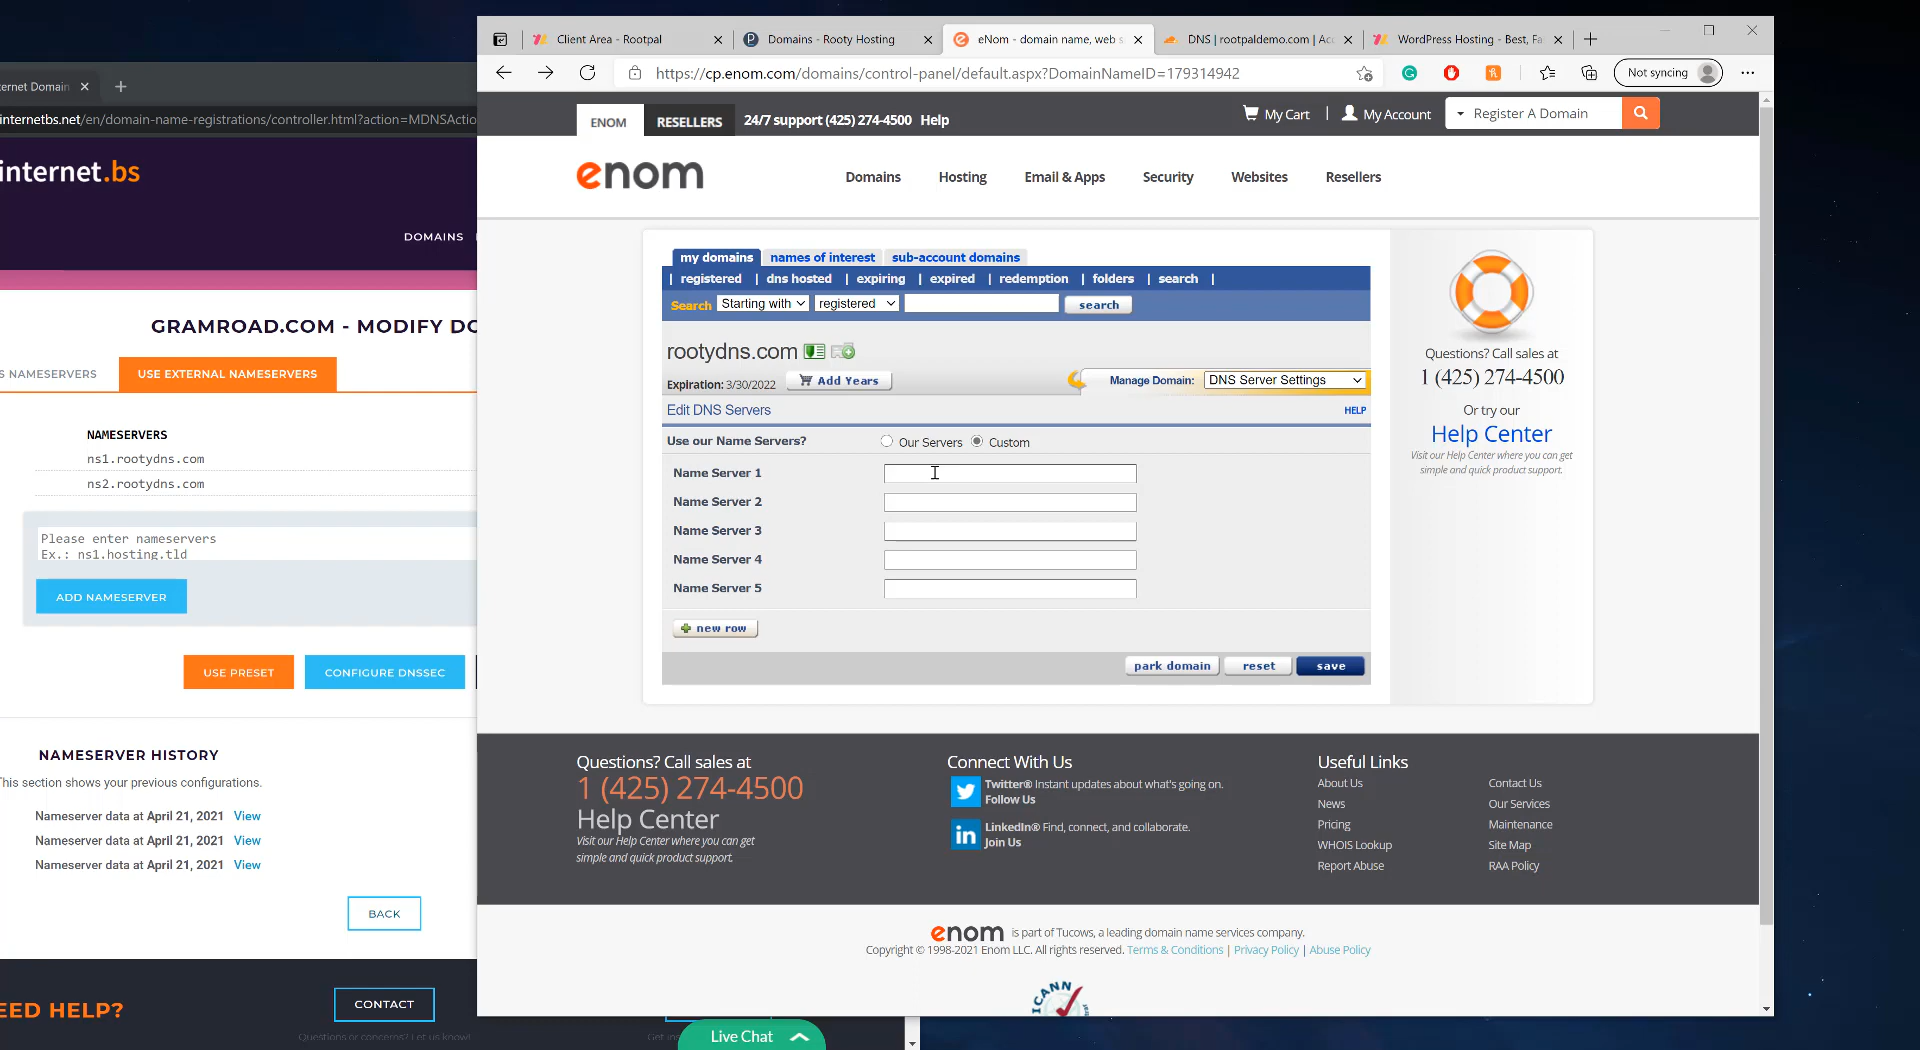 ternet Domain
internetbs.net/en/domain-name-registrations/controller.html?action=MDNSActio
internet.bs
DOMAINS
GRAMROAD.COM - MODIFY DO
S NAMESERVERS
USE EXTERNAL NAMESERVERS
NAMESERVERS
ns1.rootydns.com
ns2.rootydns.com
Please enter nameservers
Ex.: ns1.hosting.tld
ADD NAMESERVER
USE PRESET
CONFIGURE DNSSEC
NAMESERVER HISTORY
This section shows your previous configurations.
Nameserver data at April 21, 2021 View
Nameserver data at April 21, 2021 View
Nameserver data at April 21, 2021 View
BACK
EED HELP?
CONTACT
Questions or concerns? Let us know!
Live Chat
Client Area - Rootpal
Domains - Rooty Hosting
eNom - domain name, web s
DNS | rootpaldemo.com | Ac
WordPress Hosting - Best, Fa
https://cp.enom.com/domains/control-panel/default.aspx?DomainNameID=179314942
Not syncing
ENOM
RESELLERS
24/7 support (425) 274-4500 Help
My Cart | My Account
Register A Domain
enom
Domains
Hosting
Email & Apps
Security
Websites
Resellers
my domains
names of interest
sub-account domains
| registered | dns hosted | expiring | expired | redemption | folders | search |
Search Starting with registered search
rootydns.com
Expiration: 3/30/2022 Add Years
Manage Domain: DNS Server Settings
Edit DNS Servers
HELP
Use our Name Servers? Our Servers Custom
Name Server 1
Name Server 2
Name Server 3
Name Server 4
Name Server 5
new row
park domain
reset
save
Questions? Call sales at
1 (425) 274-4500
Or try our
Help Center
Visit our Help Center where you can get
simple and quick product support.
Questions? Call sales at
1 (425) 274-4500
Help Center
Visit our Help Center where you can get
simple and quick product support.
Connect With Us
Twitter® Instant updates about what's going on.
Follow Us
LinkedIn® Find, connect, and collaborate.
Join Us
Useful Links
About Us
News
Pricing
WHOIS Lookup
Report Abuse
Contact Us
Our Services
Maintenance
Site Map
RAA Policy
enom is part of Tucows, a leading domain name services company.
Copyright © 1998-2021 Enom LLC. All rights reserved. Terms & Conditions | Privacy Policy | Abuse Policy
ICANN